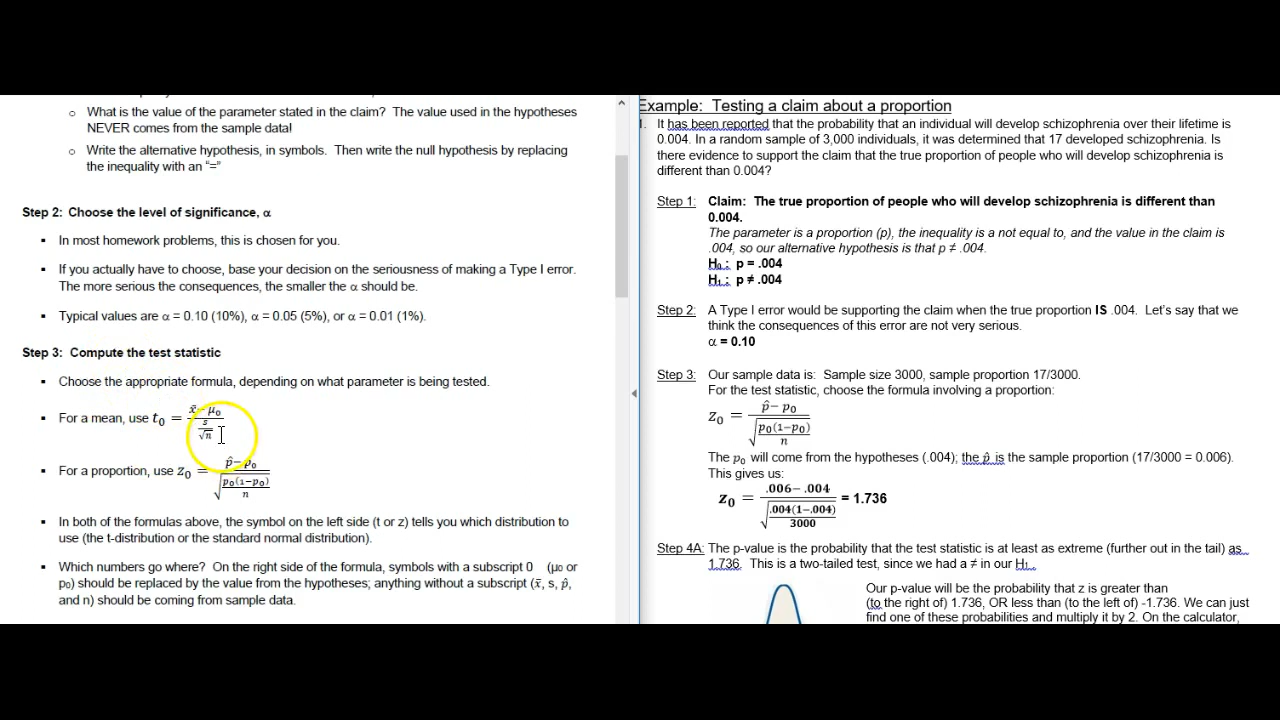 o What is the value of the parameter stated in the claim? The value used in the hypotheses
NEVER comes from the sample data!
o Write the alternative hypothesis, in symbols. Then write the null hypothesis by replacing
the inequality with an "="
Step 2: Choose the level of significance, α
▪ In most homework problems, this is chosen for you.
▪ If you actually have to choose, base your decision on the seriousness of making a Type I error.
The more serious the consequences, the smaller the α should be.
▪ Typical values are α = 0.10 (10%), α = 0.05 (5%), or α = 0.01 (1%).
Step 3: Compute the test statistic
▪ Choose the appropriate formula, depending on what parameter is being tested.
▪ For a mean, use t₀ = (x̄ − μ₀) / (s/√n)
▪ For a proportion, use z₀ = (p̂ − p₀) / √(p₀(1−p₀)/n)
▪ In both of the formulas above, the symbol on the left side (t or z) tells you which distribution to
use (the t-distribution or the standard normal distribution).
▪ Which numbers go where? On the right side of the formula, symbols with a subscript 0 (μ₀ or
p₀) should be replaced by the value from the hypotheses; anything without a subscript (x̄, s, p̂,
and n) should be coming from sample data.
Example: Testing a claim about a proportion
1. It has been reported that the probability that an individual will develop schizophrenia over their lifetime is
0.004. In a random sample of 3,000 individuals, it was determined that 17 developed schizophrenia. Is
there evidence to support the claim that the true proportion of people who will develop schizophrenia is
different than 0.004?
Step 1: Claim: The true proportion of people who will develop schizophrenia is different than
0.004.
The parameter is a proportion (p), the inequality is a not equal to, and the value in the claim is
.004, so our alternative hypothesis is that p ≠ .004.
H₀ : p = .004
H₁ : p ≠ .004
Step 2: A Type I error would be supporting the claim when the true proportion IS .004. Let's say that we
think the consequences of this error are not very serious.
α = 0.10
Step 3: Our sample data is: Sample size 3000, sample proportion 17/3000.
For the test statistic, choose the formula involving a proportion:
z₀ = (p̂ − p₀) / √(p₀(1−p₀)/n)
The p₀ will come from the hypotheses (.004); the p̂ is the sample proportion (17/3000 = 0.006).
This gives us:
z₀ = (.006− .004) / √(.004(1−.004)/3000) = 1.736
Step 4A: The p-value is the probability that the test statistic is at least as extreme (further out in the tail) as
1.736. This is a two-tailed test, since we had a ≠ in our H₁ .
Our p-value will be the probability that z is greater than
(to the right of) 1.736, OR less than (to the left of) -1.736. We can just
find one of these probabilities and multiply it by 2. On the calculator,